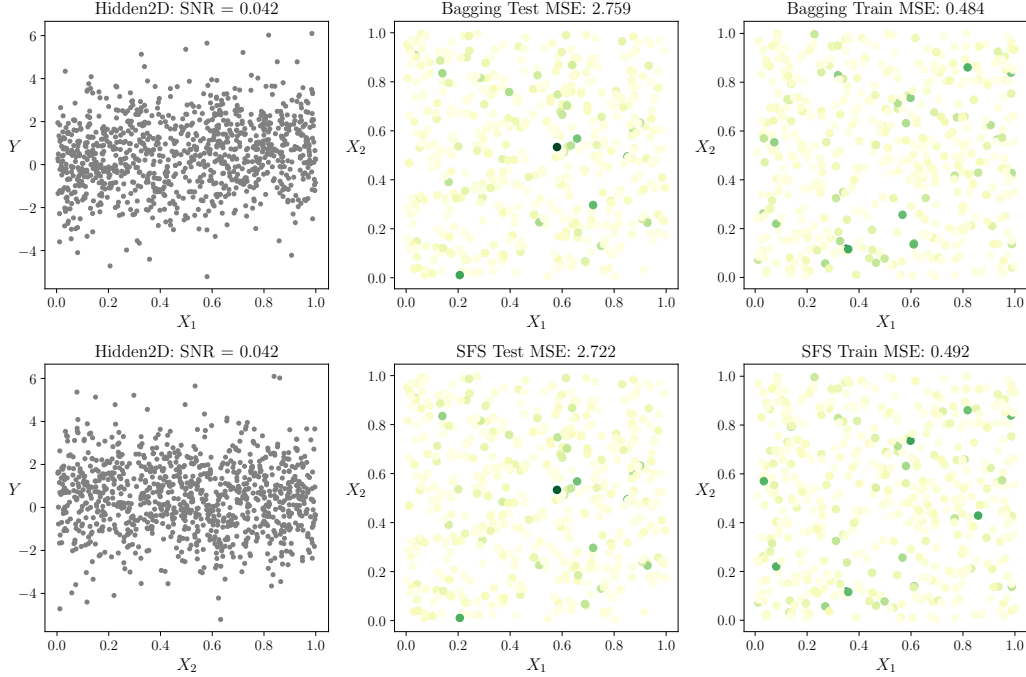 Hidden2D: SNR = 0.042
6
4
2
0
−2
−4
Y
0.0 0.2 0.4 0.6 0.8 1.0
X1
Bagging Test MSE: 2.759
1.0
0.8
0.6
0.4
0.2
0.0
X2
0.0 0.2 0.4 0.6 0.8 1.0
X1
Bagging Train MSE: 0.484
1.0
0.8
0.6
0.4
0.2
0.0
X2
0.0 0.2 0.4 0.6 0.8 1.0
X1
Hidden2D: SNR = 0.042
6
4
2
0
−2
−4
Y
0.0 0.2 0.4 0.6 0.8 1.0
X2
SFS Test MSE: 2.722
1.0
0.8
0.6
0.4
0.2
0.0
X2
0.0 0.2 0.4 0.6 0.8 1.0
X1
SFS Train MSE: 0.492
1.0
0.8
0.6
0.4
0.2
0.0
X2
0.0 0.2 0.4 0.6 0.8 1.0
X1